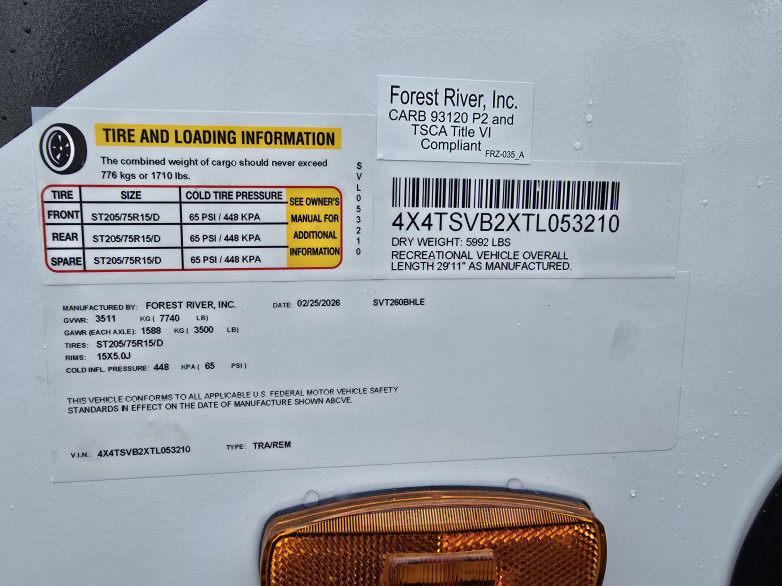 Forest River, Inc.
CARB 93120 P2 and
TSCA Title VI
Compliant
FRZ-035_A
TIRE AND LOADING INFORMATION
The combined weight of cargo should never exceed
776 kgs or 1710 lbs.
TIRE SIZE COLD TIRE PRESSURE
FRONT ST205/75R15/D 65 PSI / 448 KPA
REAR ST205/75R15/D 65 PSI / 448 KPA
SPARE ST205/75R15/D 65 PSI / 448 KPA
SEE OWNER'S
MANUAL FOR
ADDITIONAL
INFORMATION
SVL053210
4X4TSVB2XTL053210
DRY WEIGHT: 5992 LBS
RECREATIONAL VEHICLE OVERALL
LENGTH 29'11" AS MANUFACTURED.
MANUFACTURED BY: FOREST RIVER, INC. DATE: 02/25/2026 SVT260BHLE
GVWR: 3511 KG ( 7740 LB)
GAWR (EACH AXLE): 1588 KG ( 3500 LB)
TIRES: ST205/75R15/D
RIMS: 15X5.0J
COLD INFL. PRESSURE: 448 KPA ( 65 PSI)
THIS VEHICLE CONFORMS TO ALL APPLICABLE U.S. FEDERAL MOTOR VEHICLE SAFETY
STANDARDS IN EFFECT ON THE DATE OF MANUFACTURE SHOWN ABOVE.
V.I.N.: 4X4TSVB2XTL053210 TYPE: TRA/REM